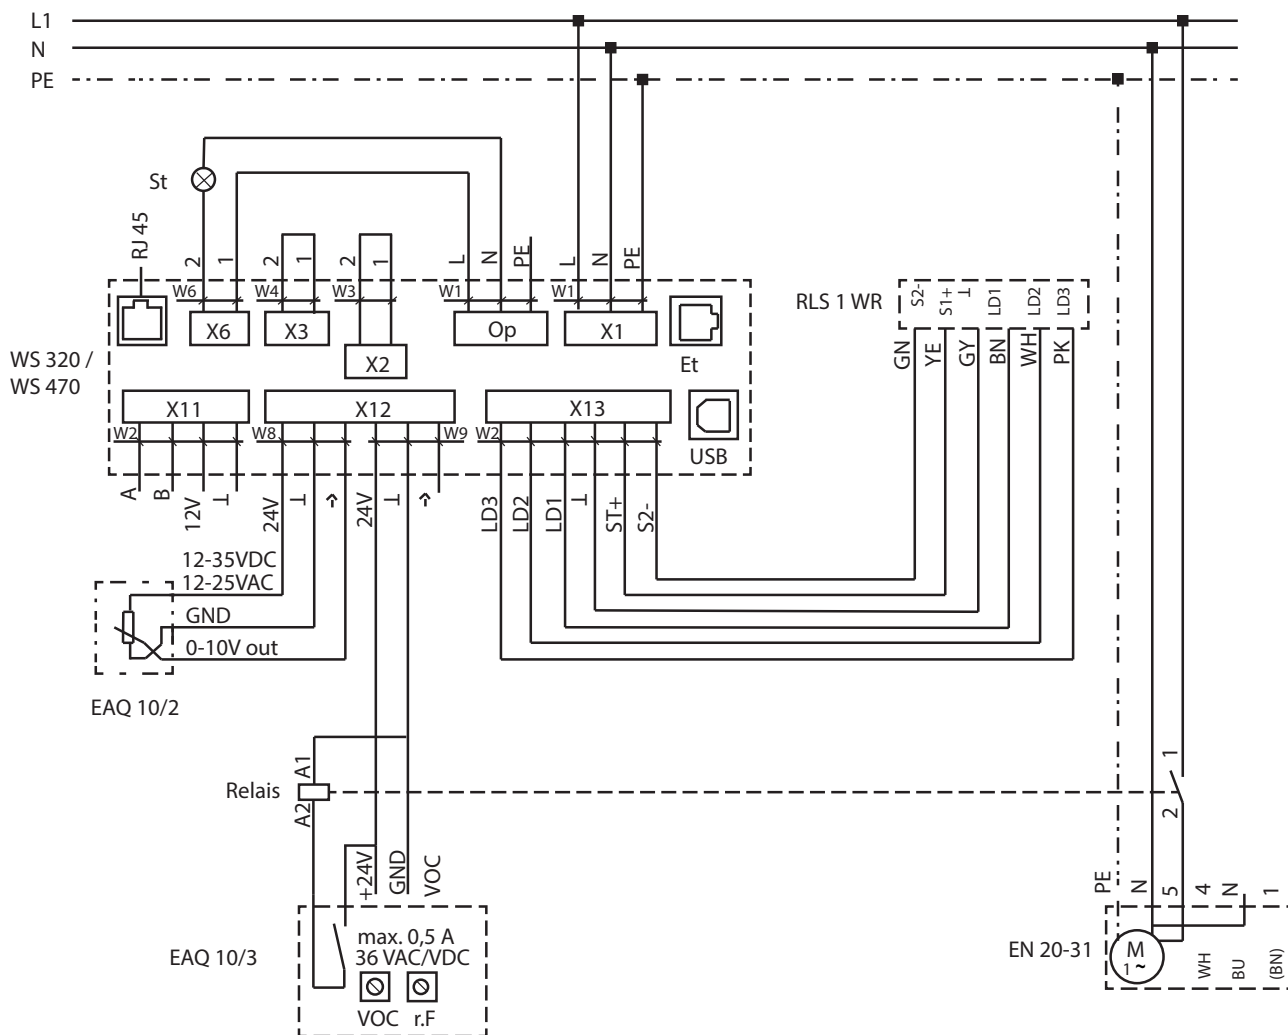 L1
N
PE
St
RJ 45
2 1 2 1 2 1 L N PE L N PE
W6 W4 W3 W1 W1
X6 X3 Op X1
X2
Et
WS 320 /
WS 470
X11 X12 X13
W2 W8 W9 W2
USB
A B 12V ⊥ 24V ⊥ 24V ⊥ LD3 LD2 LD1 ⊥ ST+ S2-
RLS 1 WR
S2- S1+ ⊥ LD1 LD2 LD3
GN YE GY BN WH PK
12-35VDC
12-25VAC
GND
0-10V out
EAQ 10/2
A1
Relais
A2
1
2
+24V GND VOC
EAQ 10/3
max. 0,5 A
36 VAC/VDC
VOC r.F
PE N 5 4 N 1
EN 20-31
M
1 ~
WH BU (BN)